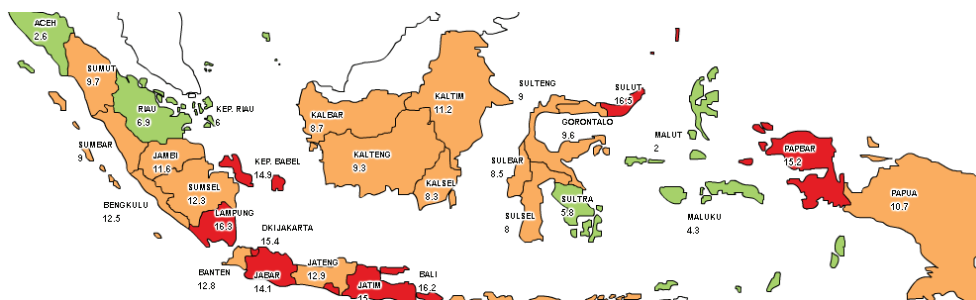 ACEH
2.6
SUMUT
9.7
RIAU
6.9
KEP. RIAU
6
SUMBAR
9
JAMBI
11.6
KEP. BABEL
14.9
SUMSEL
12.3
BENGKULU
12.5
LAMPUNG
16.3
DKIJAKARTA
15.4
BANTEN
12.8
JABAR
14.1
JATENG
12.9
JATIM
15
BALI
16.2
KALBAR
8.7
KALTENG
9.3
KALTIM
11.2
KALSEL
8.3
SULTENG
9
SULUT
16.5
GORONTALO
9.6
SULBAR
8.5
SULSEL
8
SULTRA
5.8
MALUT
2
MALUKU
4.3
PAPBAR
15.2
PAPUA
10.7